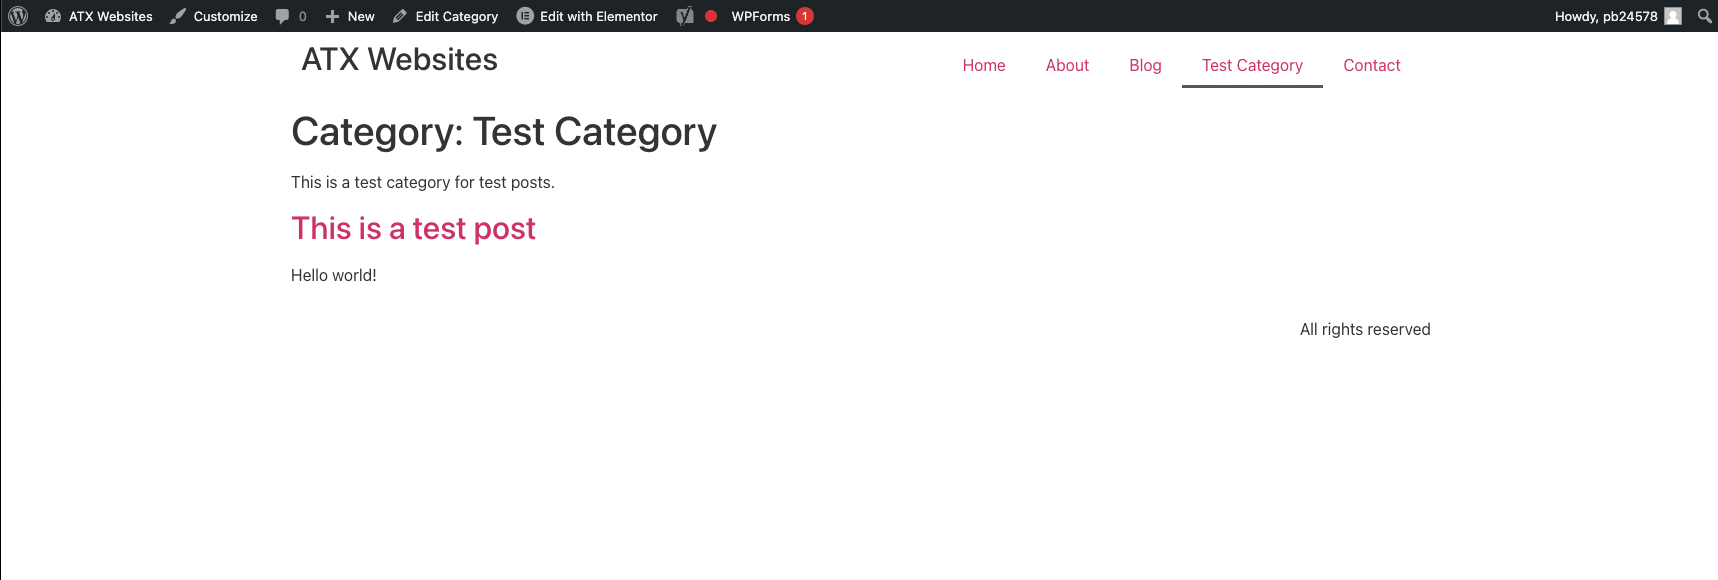 ATX Websites Customize 0 New Edit Category Edit with Elementor WPForms 1 Howdy, pb24578
ATX Websites
Home About Blog Test Category Contact
Category: Test Category
This is a test category for test posts.
This is a test post
Hello world!
All rights reserved